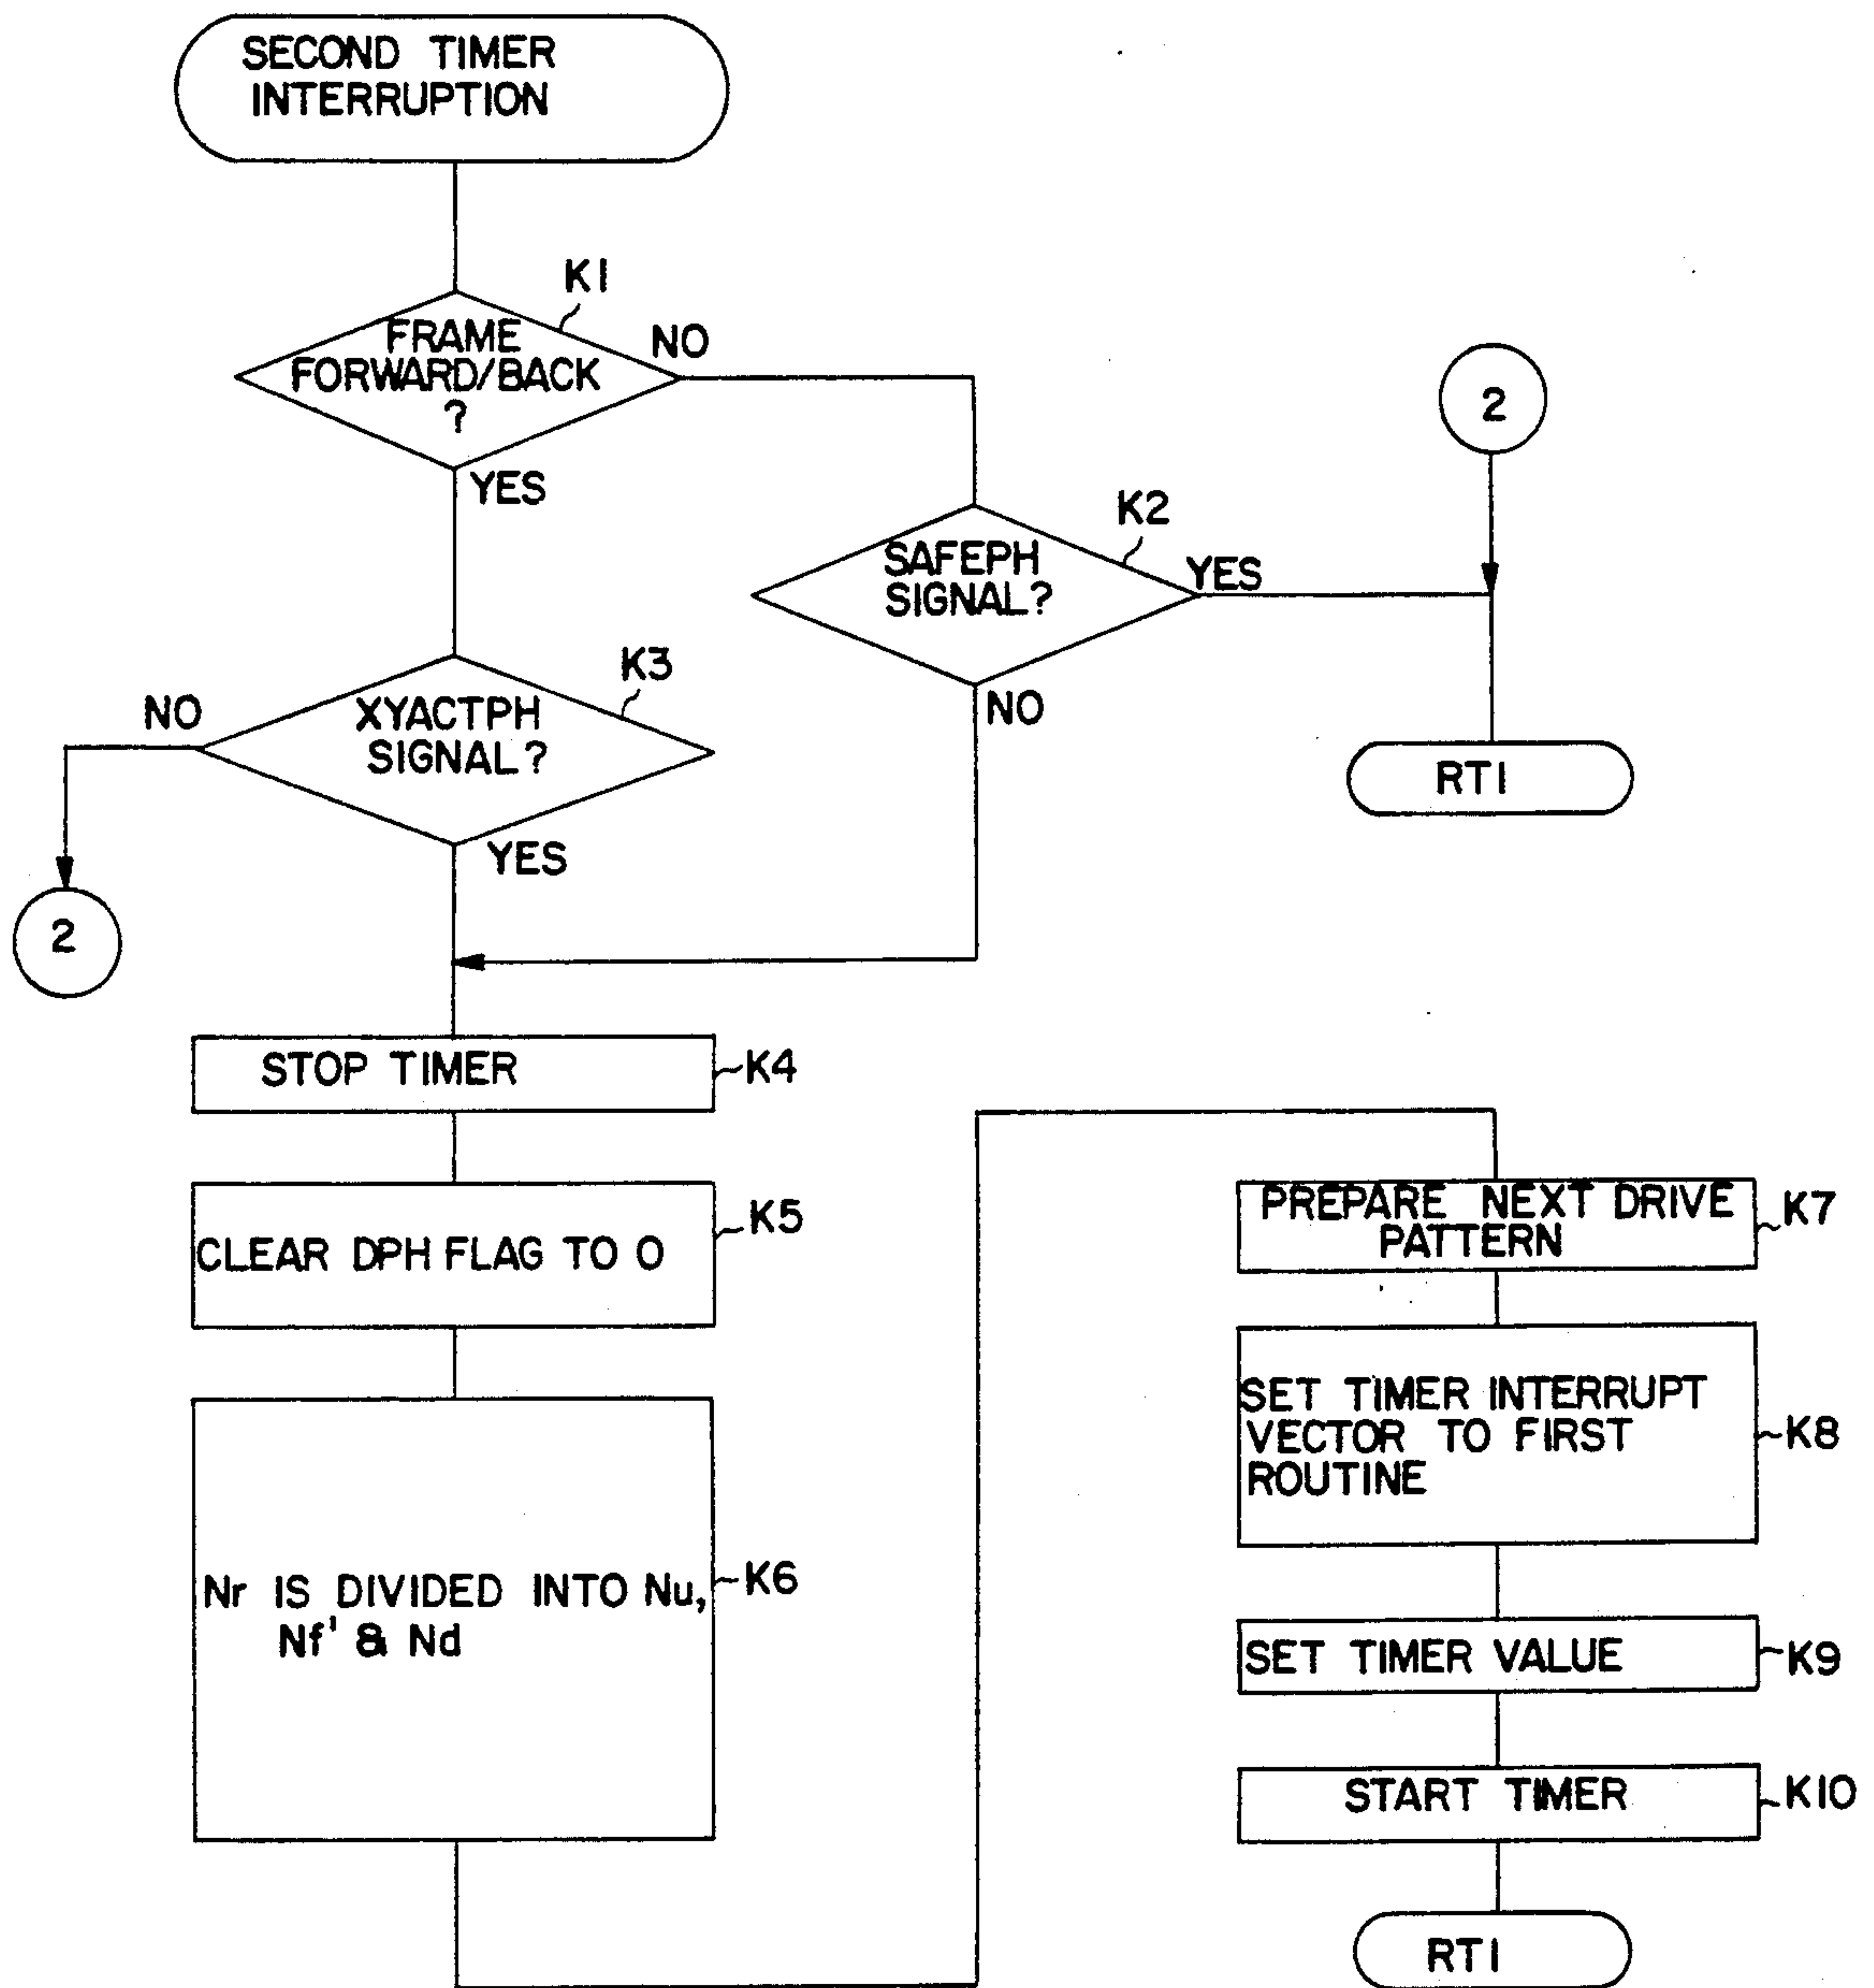 SECOND TIMER
INTERRUPTION
K1
FRAME
FORWARD/BACK
?
NO
YES
2
K2
SAFEPH
SIGNAL?
YES
NO
K3
XYACTPH
SIGNAL?
NO
YES
RTI
2
STOP TIMER
K4
CLEAR DPH FLAG TO 0
K5
Nr IS DIVIDED INTO Nu,
Nf' & Nd
K6
PREPARE NEXT DRIVE
PATTERN
K7
SET TIMER INTERRUPT
VECTOR TO FIRST
ROUTINE
K8
SET TIMER VALUE
K9
START TIMER
K10
RTI